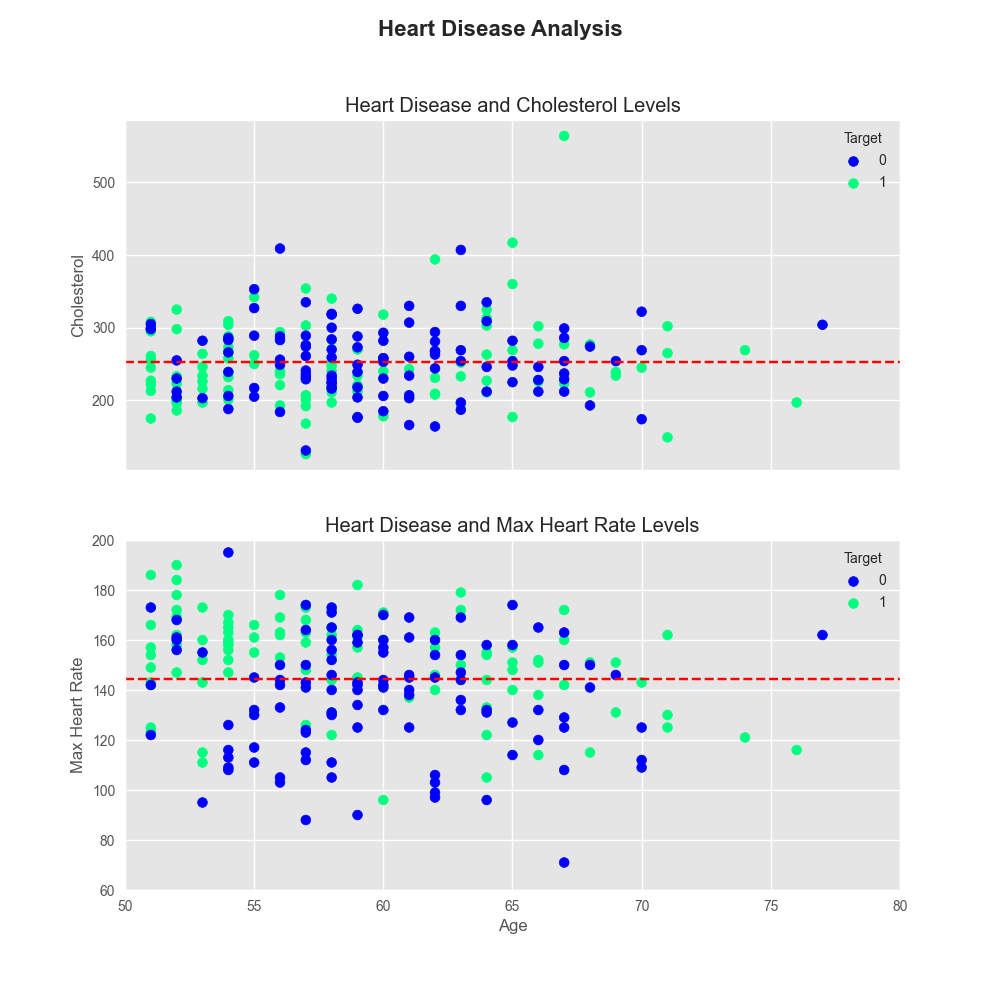 Heart Disease Analysis
Heart Disease and Cholesterol Levels
Target
0
1
500
400
300
200
Cholesterol
Heart Disease and Max Heart Rate Levels
Target
0
1
200
180
160
140
120
100
80
60
Max Heart Rate
50 55 60 65 70 75 80
Age